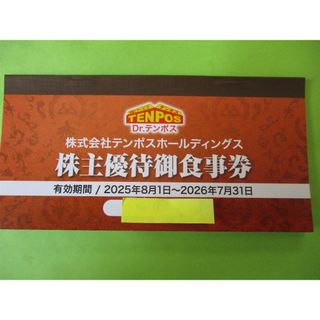 TENPOS
Dr.テンポス
株式会社テンポスホールディングス
株主優待御食事券
有効期間 / 2025年8月1日〜2026年7月31日